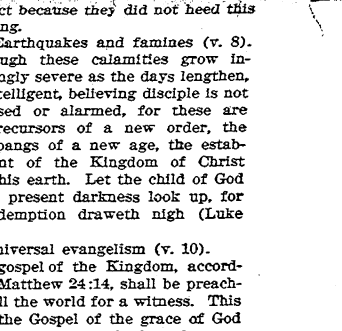 ct because they did not heed this
ng.
Earthquakes and famines (v. 8).
ugh these calamities grow in-
ngly severe as the days lengthen,
telligent, believing disciple is not
sed or alarmed, for these are
recursors of a new order, the
pangs of a new age, the estab-
nt of the Kingdom of Christ
his earth. Let the child of God
present darkness look up, for
demption draweth nigh (Luke
niversal evangelism (v. 10).
gospel of the Kingdom, accord-
Matthew 24:14, shall be preach-
ll the world for a witness. This
the Gospel of the grace of God